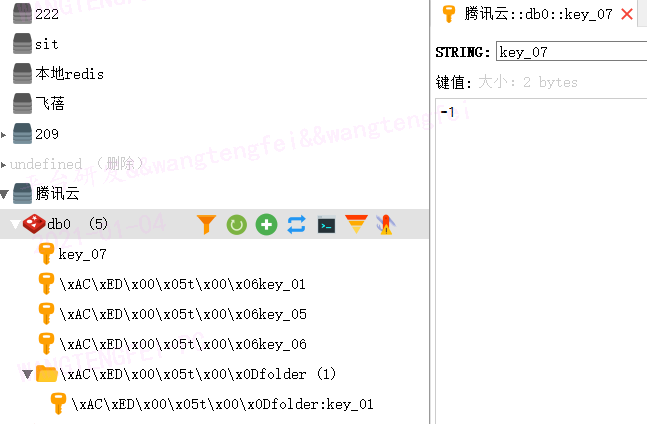 222
sit
本地redis
飞蓓
209
undefined （删除）
腾讯云
db0 (5)
key_07
\xAC\xED\x00\x05t\x00\x06key_01
\xAC\xED\x00\x05t\x00\x06key_05
\xAC\xED\x00\x05t\x00\x06key_06
\xAC\xED\x00\x05t\x00\x0Dfolder (1)
\xAC\xED\x00\x05t\x00\x0Dfolder:key_01
腾讯云::db0::key_07
STRING: key_07
键值: 大小: 2 bytes
-1
&&wangtengfei&&wangtengfei